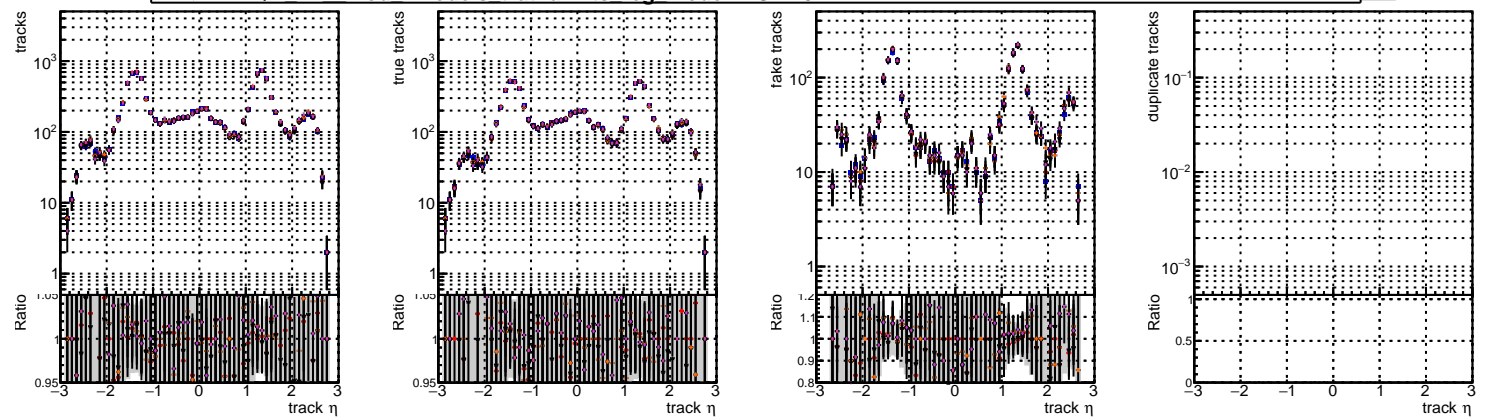 tracks
10³
10²
10
1
Ratio
1.05
1
0.95
−3 −2 −1 0 1 2 3
track η
true tracks
10³
10²
10
1
Ratio
1.05
1
0.95
−3 −2 −1 0 1 2 3
track η
fake tracks
10²
10
1
Ratio
1.2
1.1
1
0.9
0.8
−3 −2 −1 0 1 2 3
track η
duplicate tracks
10⁻¹
10⁻²
10⁻³
Ratio
1
0.5
0
−3 −2 −1 0 1 2 3
track η